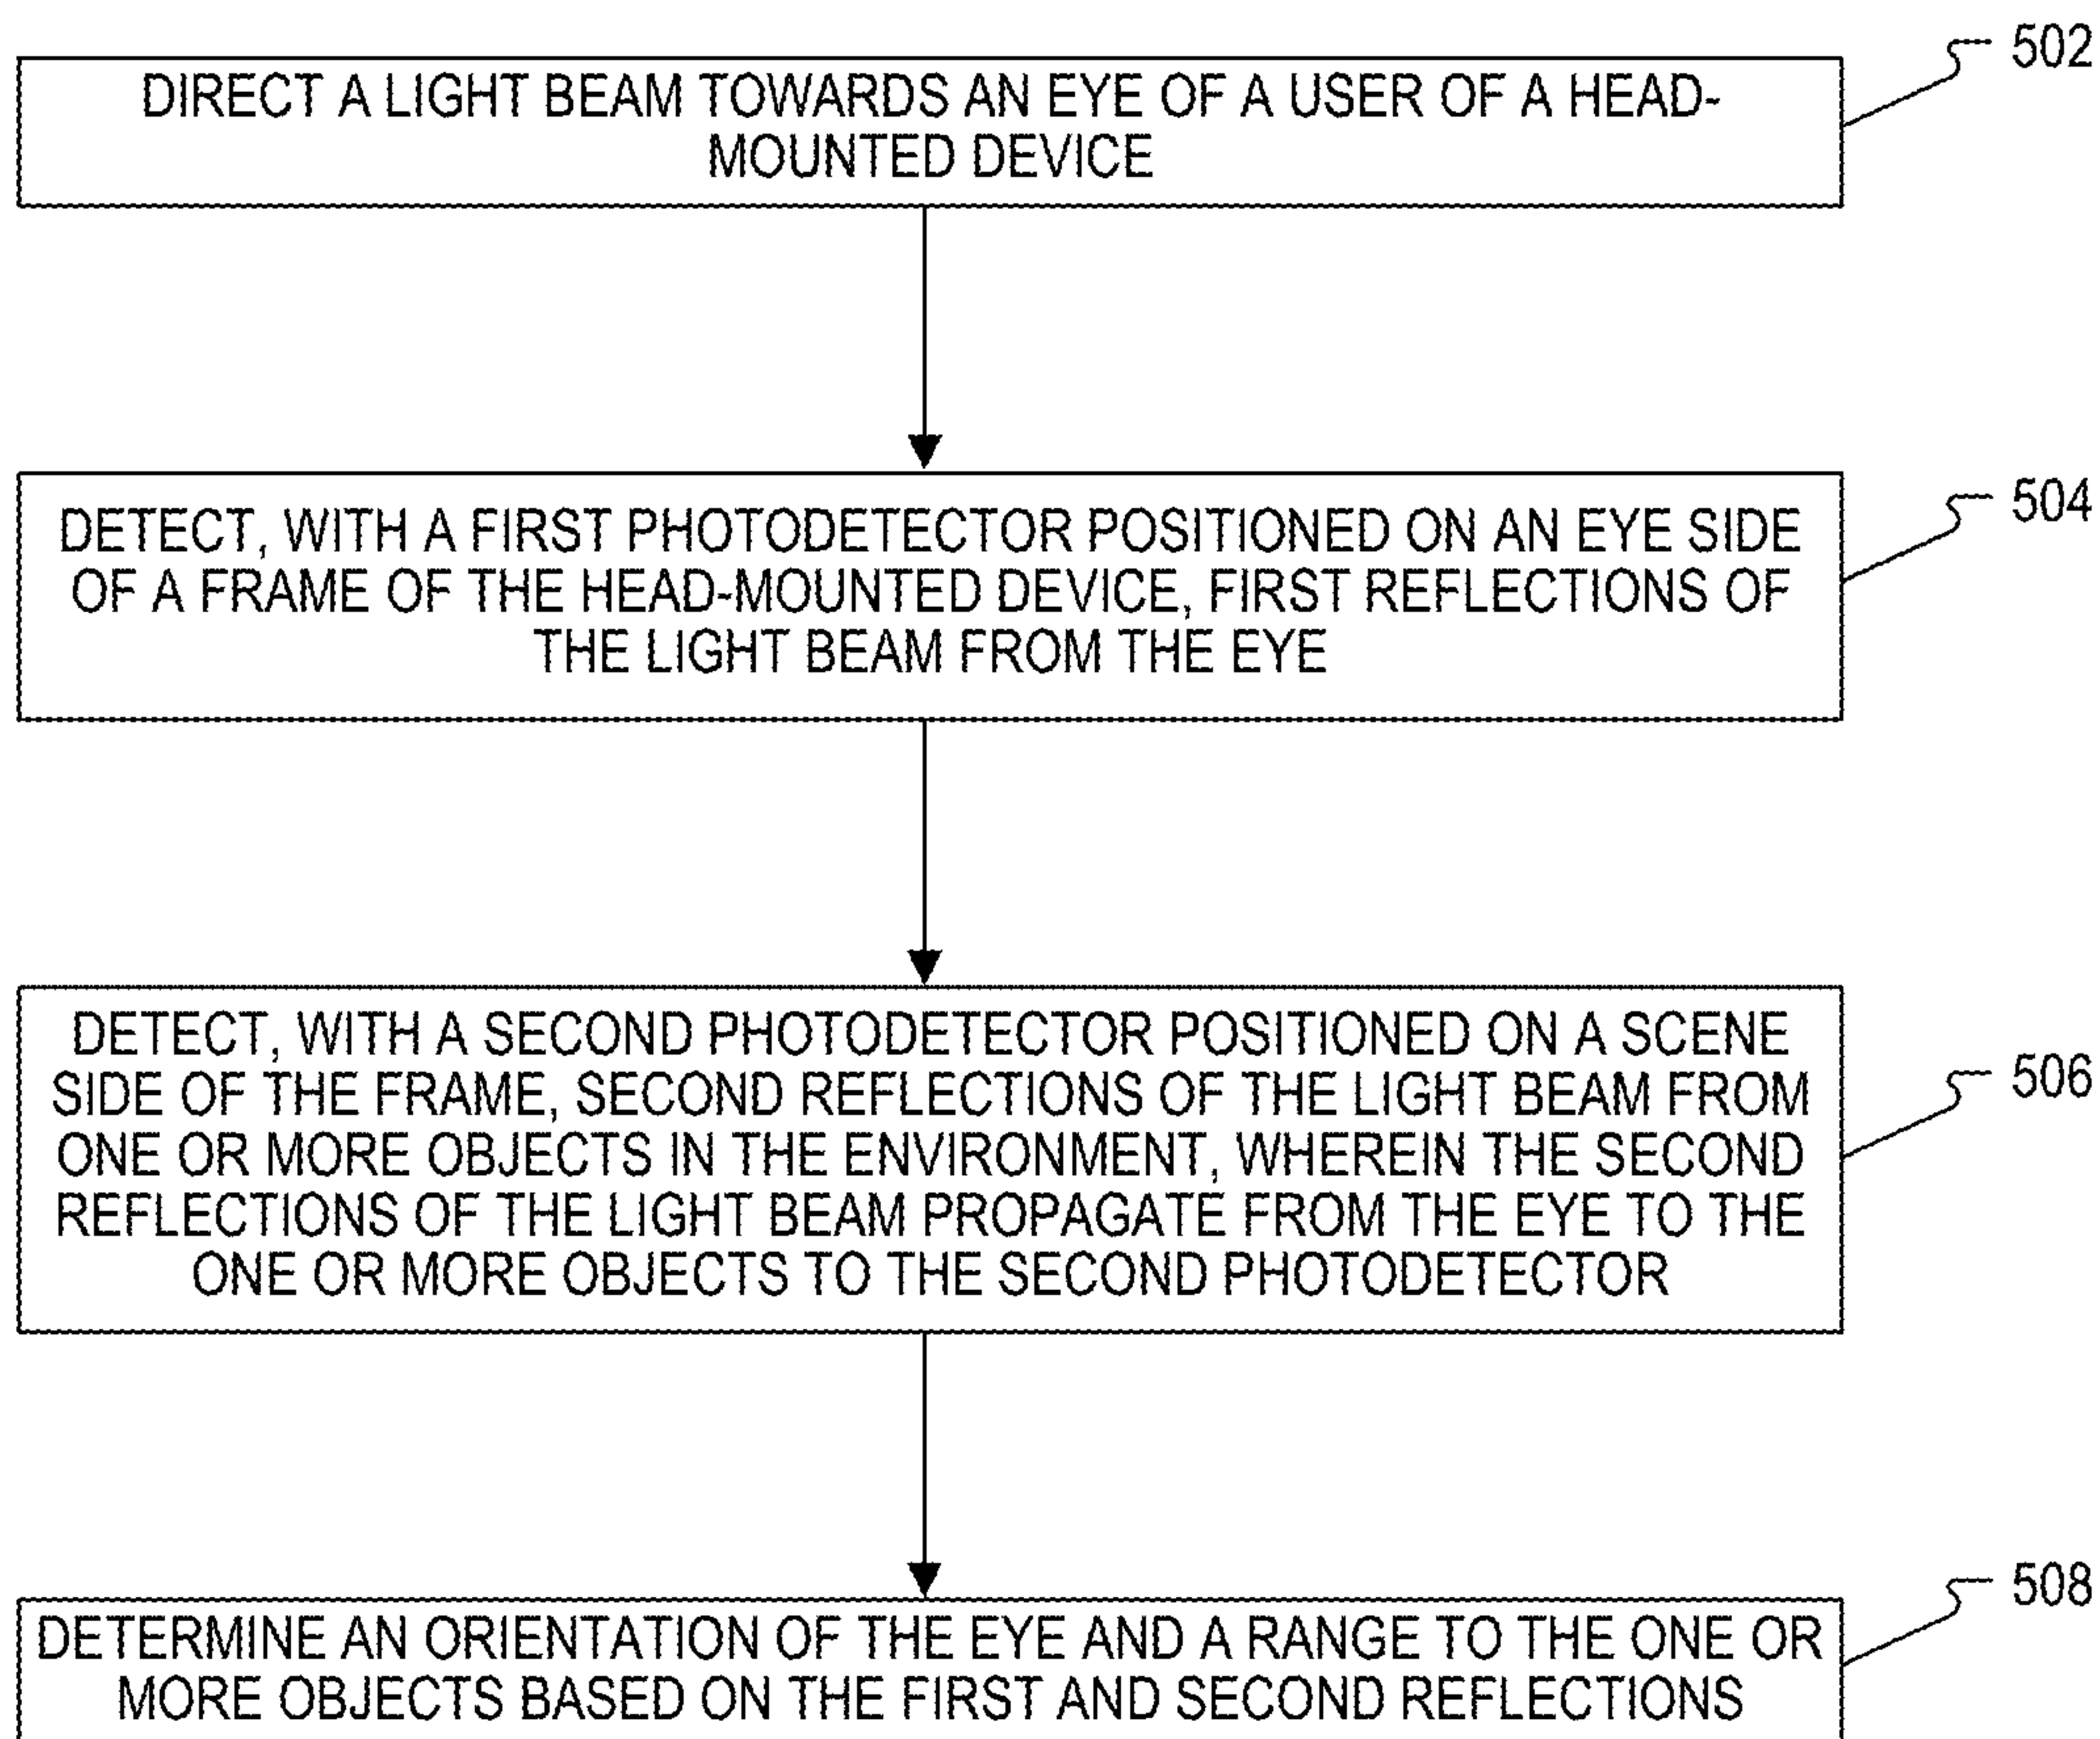 502
DIRECT A LIGHT BEAM TOWARDS AN EYE OF A USER OF A HEAD-
MOUNTED DEVICE
504
DETECT, WITH A FIRST PHOTODETECTOR POSITIONED ON AN EYE SIDE
OF A FRAME OF THE HEAD-MOUNTED DEVICE, FIRST REFLECTIONS OF
THE LIGHT BEAM FROM THE EYE
506
DETECT, WITH A SECOND PHOTODETECTOR POSITIONED ON A SCENE
SIDE OF THE FRAME, SECOND REFLECTIONS OF THE LIGHT BEAM FROM
ONE OR MORE OBJECTS IN THE ENVIRONMENT, WHEREIN THE SECOND
REFLECTIONS OF THE LIGHT BEAM PROPAGATE FROM THE EYE TO THE
ONE OR MORE OBJECTS TO THE SECOND PHOTODETECTOR
508
DETERMINE AN ORIENTATION OF THE EYE AND A RANGE TO THE ONE OR
MORE OBJECTS BASED ON THE FIRST AND SECOND REFLECTIONS